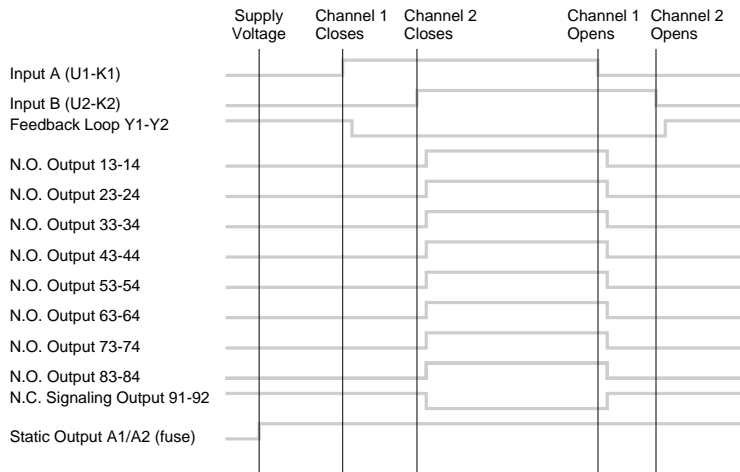 Supply Voltage
Channel 1 Closes
Channel 2 Closes
Channel 1 Opens
Channel 2 Opens
Input A (U1-K1)
Input B (U2-K2)
Feedback Loop Y1-Y2
N.O. Output 13-14
N.O. Output 23-24
N.O. Output 33-34
N.O. Output 43-44
N.O. Output 53-54
N.O. Output 63-64
N.O. Output 73-74
N.O. Output 83-84
N.C. Signaling Output 91-92
Static Output A1/A2 (fuse)